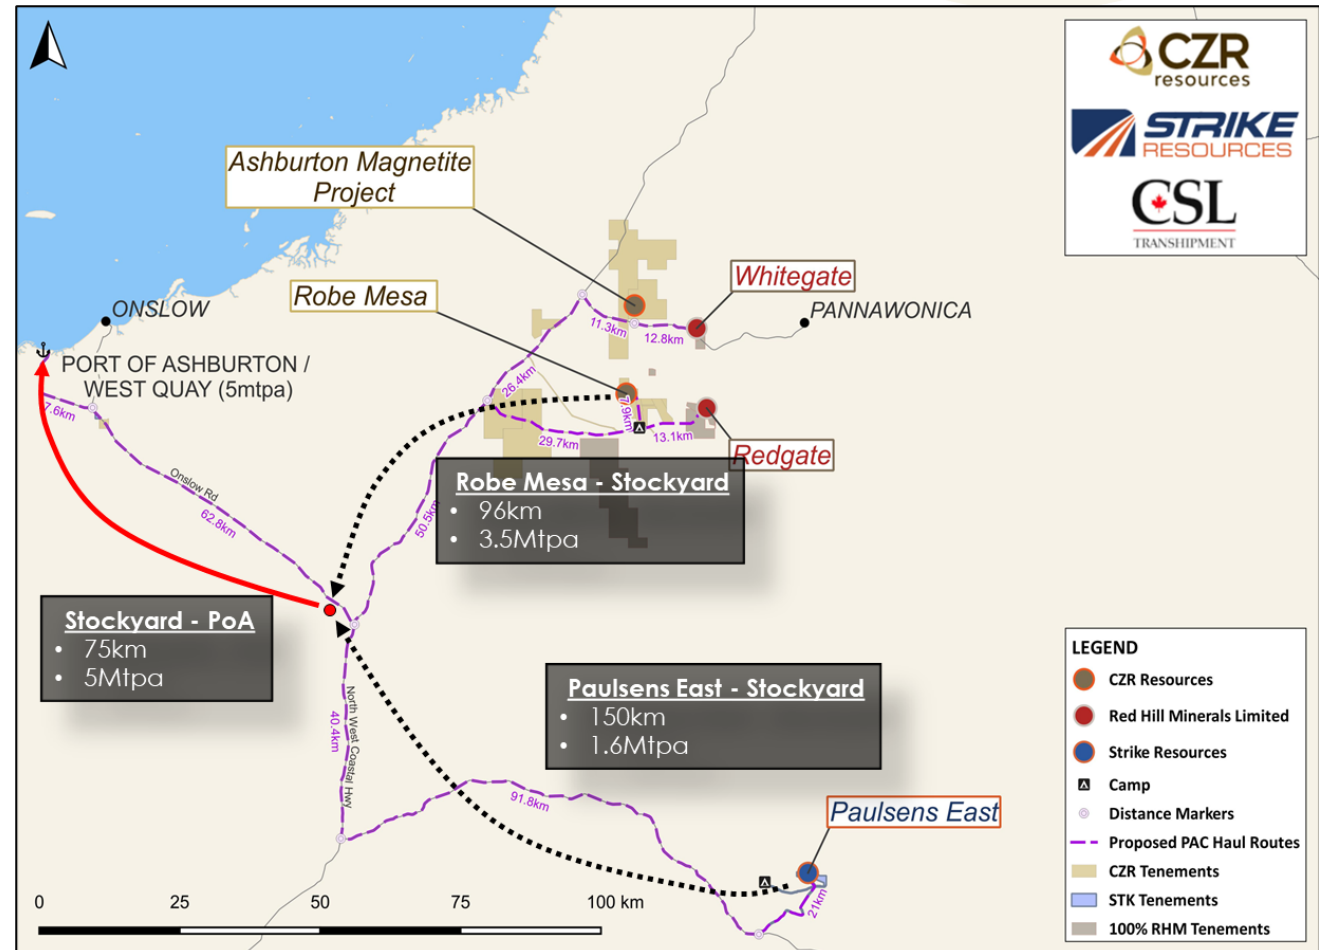 CZR
resources
STRIKE
RESOURCES
CSL
TRANSHIPMENT
Ashburton Magnetite
Project
Whitegate
Robe Mesa
ONSLOW
PANNAWONICA
11.3km
12.8km
PORT OF ASHBURTON /
WEST QUAY (5mtpa)
26.4km
7.6km
7.9km
29.7km
13.1km
Redgate
Onslow Rd
62.8km
50.5km
Robe Mesa - Stockyard
• 96km
• 3.5Mtpa
Stockyard - PoA
• 75km
• 5Mtpa
North West Coastal Hwy
40.4km
Paulsens East - Stockyard
• 150km
• 1.6Mtpa
91.8km
Paulsens East
21km
0 25 50 75 100 km
LEGEND
CZR Resources
Red Hill Minerals Limited
Strike Resources
Camp
Distance Markers
Proposed PAC Haul Routes
CZR Tenements
STK Tenements
100% RHM Tenements